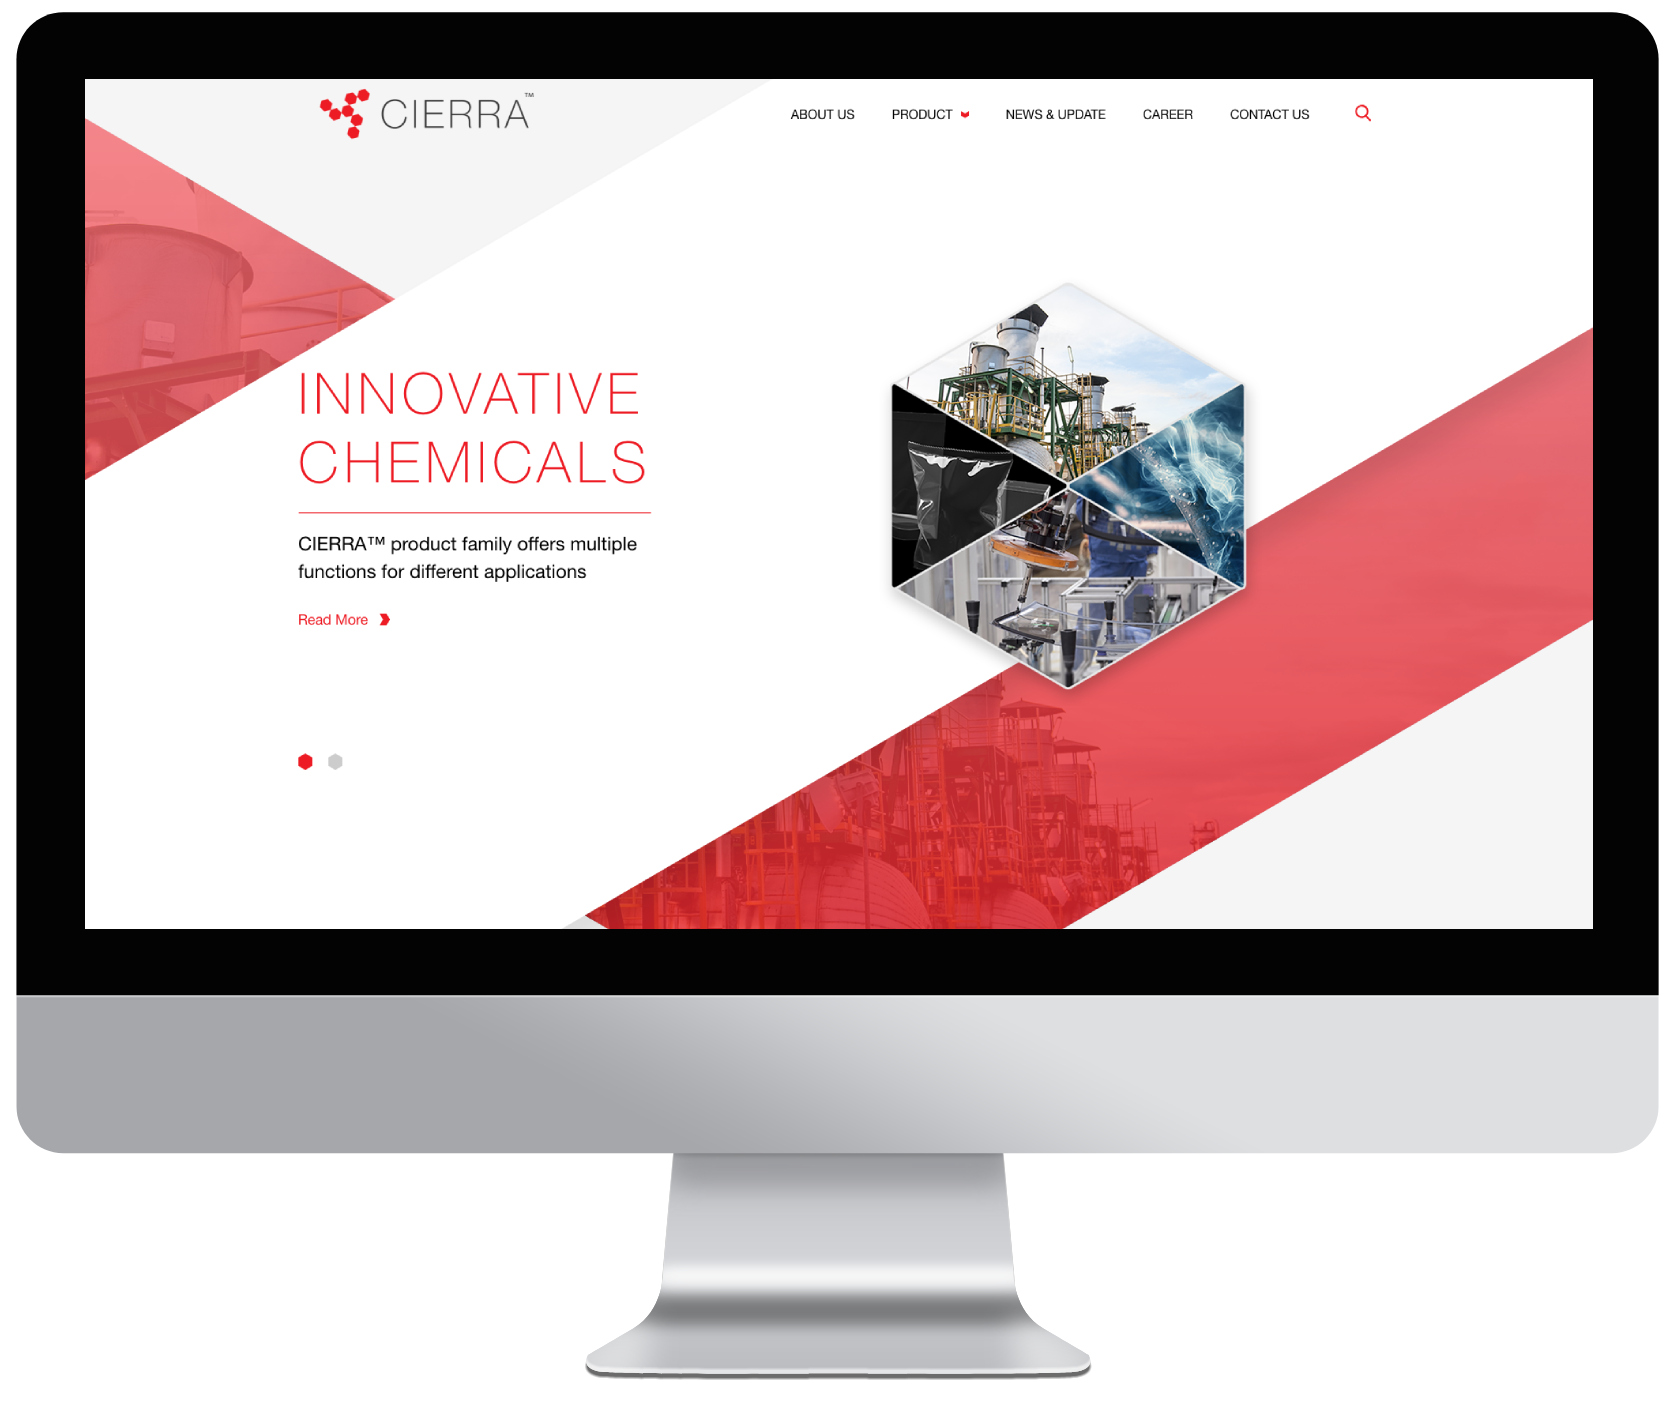 CIERRA™
ABOUT US
PRODUCT
NEWS & UPDATE
CAREER
CONTACT US
INNOVATIVE
CHEMICALS
CIERRA™ product family offers multiple
functions for different applications
Read More